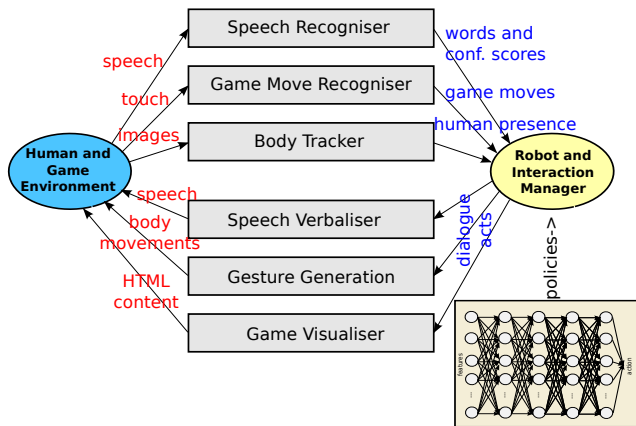 Speech Recogniser
words and
conf. scores
speech
Game Move Recogniser
touch
game moves
images
Body Tracker
human presence
Human and
Game
Environment
Robot and
Interaction
Manager
speech
Speech Verbaliser
body
movements
dialogue
acts
Gesture Generation
policies->
HTML
content
Game Visualiser
features
...
...
...
...
...
action